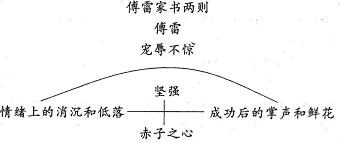 傅雷家书两则
傅雷
宠辱不惊
坚强
情绪上的消沉和低落
成功后的掌声和鲜花
赤子之心